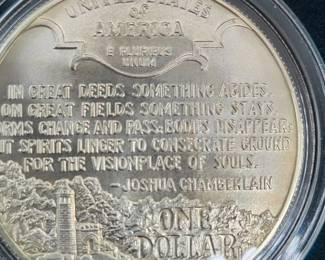 UNITED STATES
of
AMERICA
E PLURIBUS
UNUM
IN GREAT DEEDS SOMETHING ABIDES.
ON GREAT FIELDS SOMETHING STAYS.
ORMS CHANGE AND PASS; BODIES DISAPPEAR;
UT SPIRITS LINGER TO CONSECRATE GROUND
FOR THE VISIONPLACE OF SOULS.
—JOSHUA CHAMBERLAIN
ONE
DOLLAR